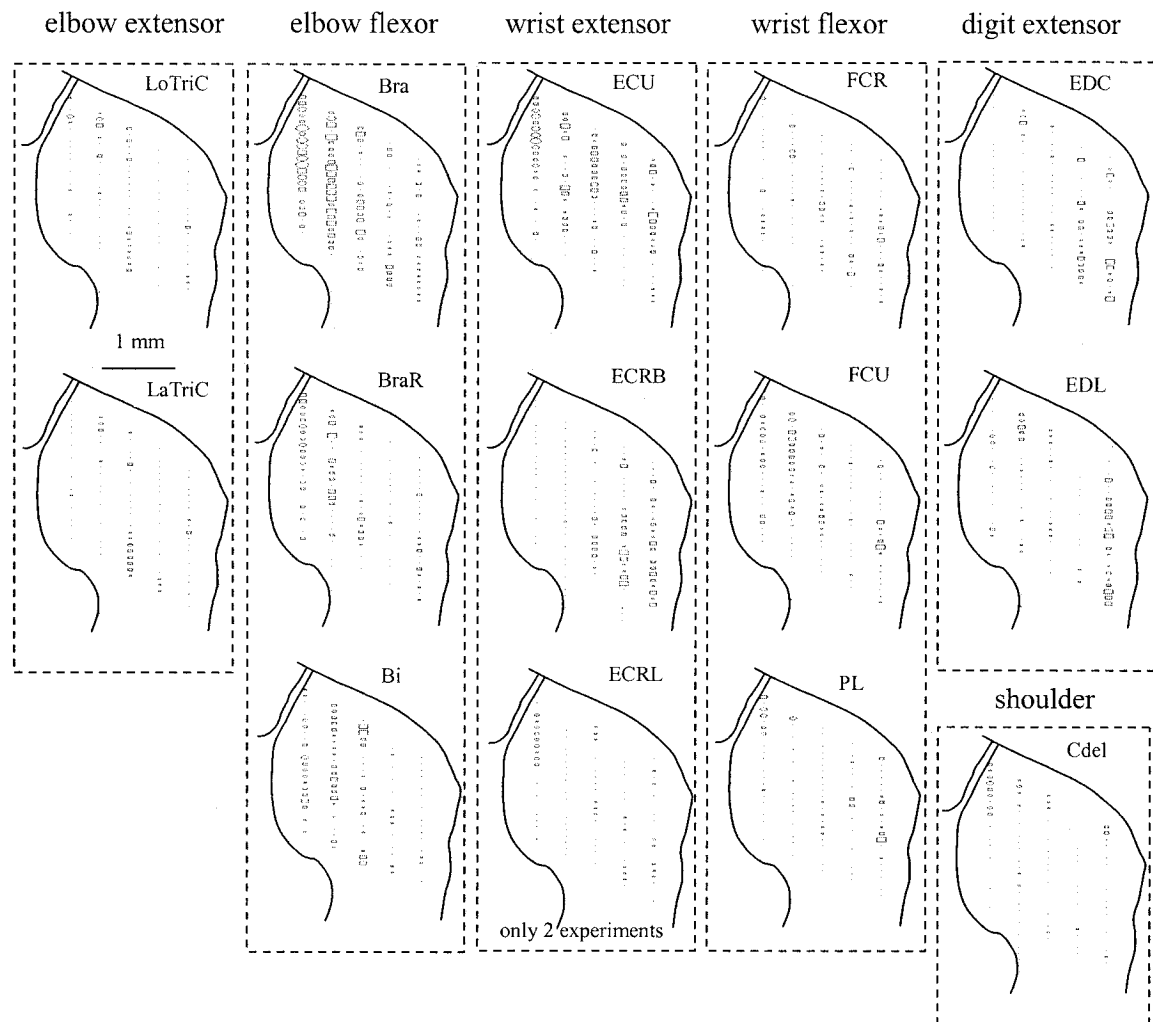 elbow extensor
elbow flexor
wrist extensor
wrist flexor
digit extensor
LoTriC
Bra
ECU
FCR
EDC
1 mm
LaTriC
BraR
ECRB
FCU
EDL
Bi
ECRL
PL
shoulder
Cdel
only 2 experiments